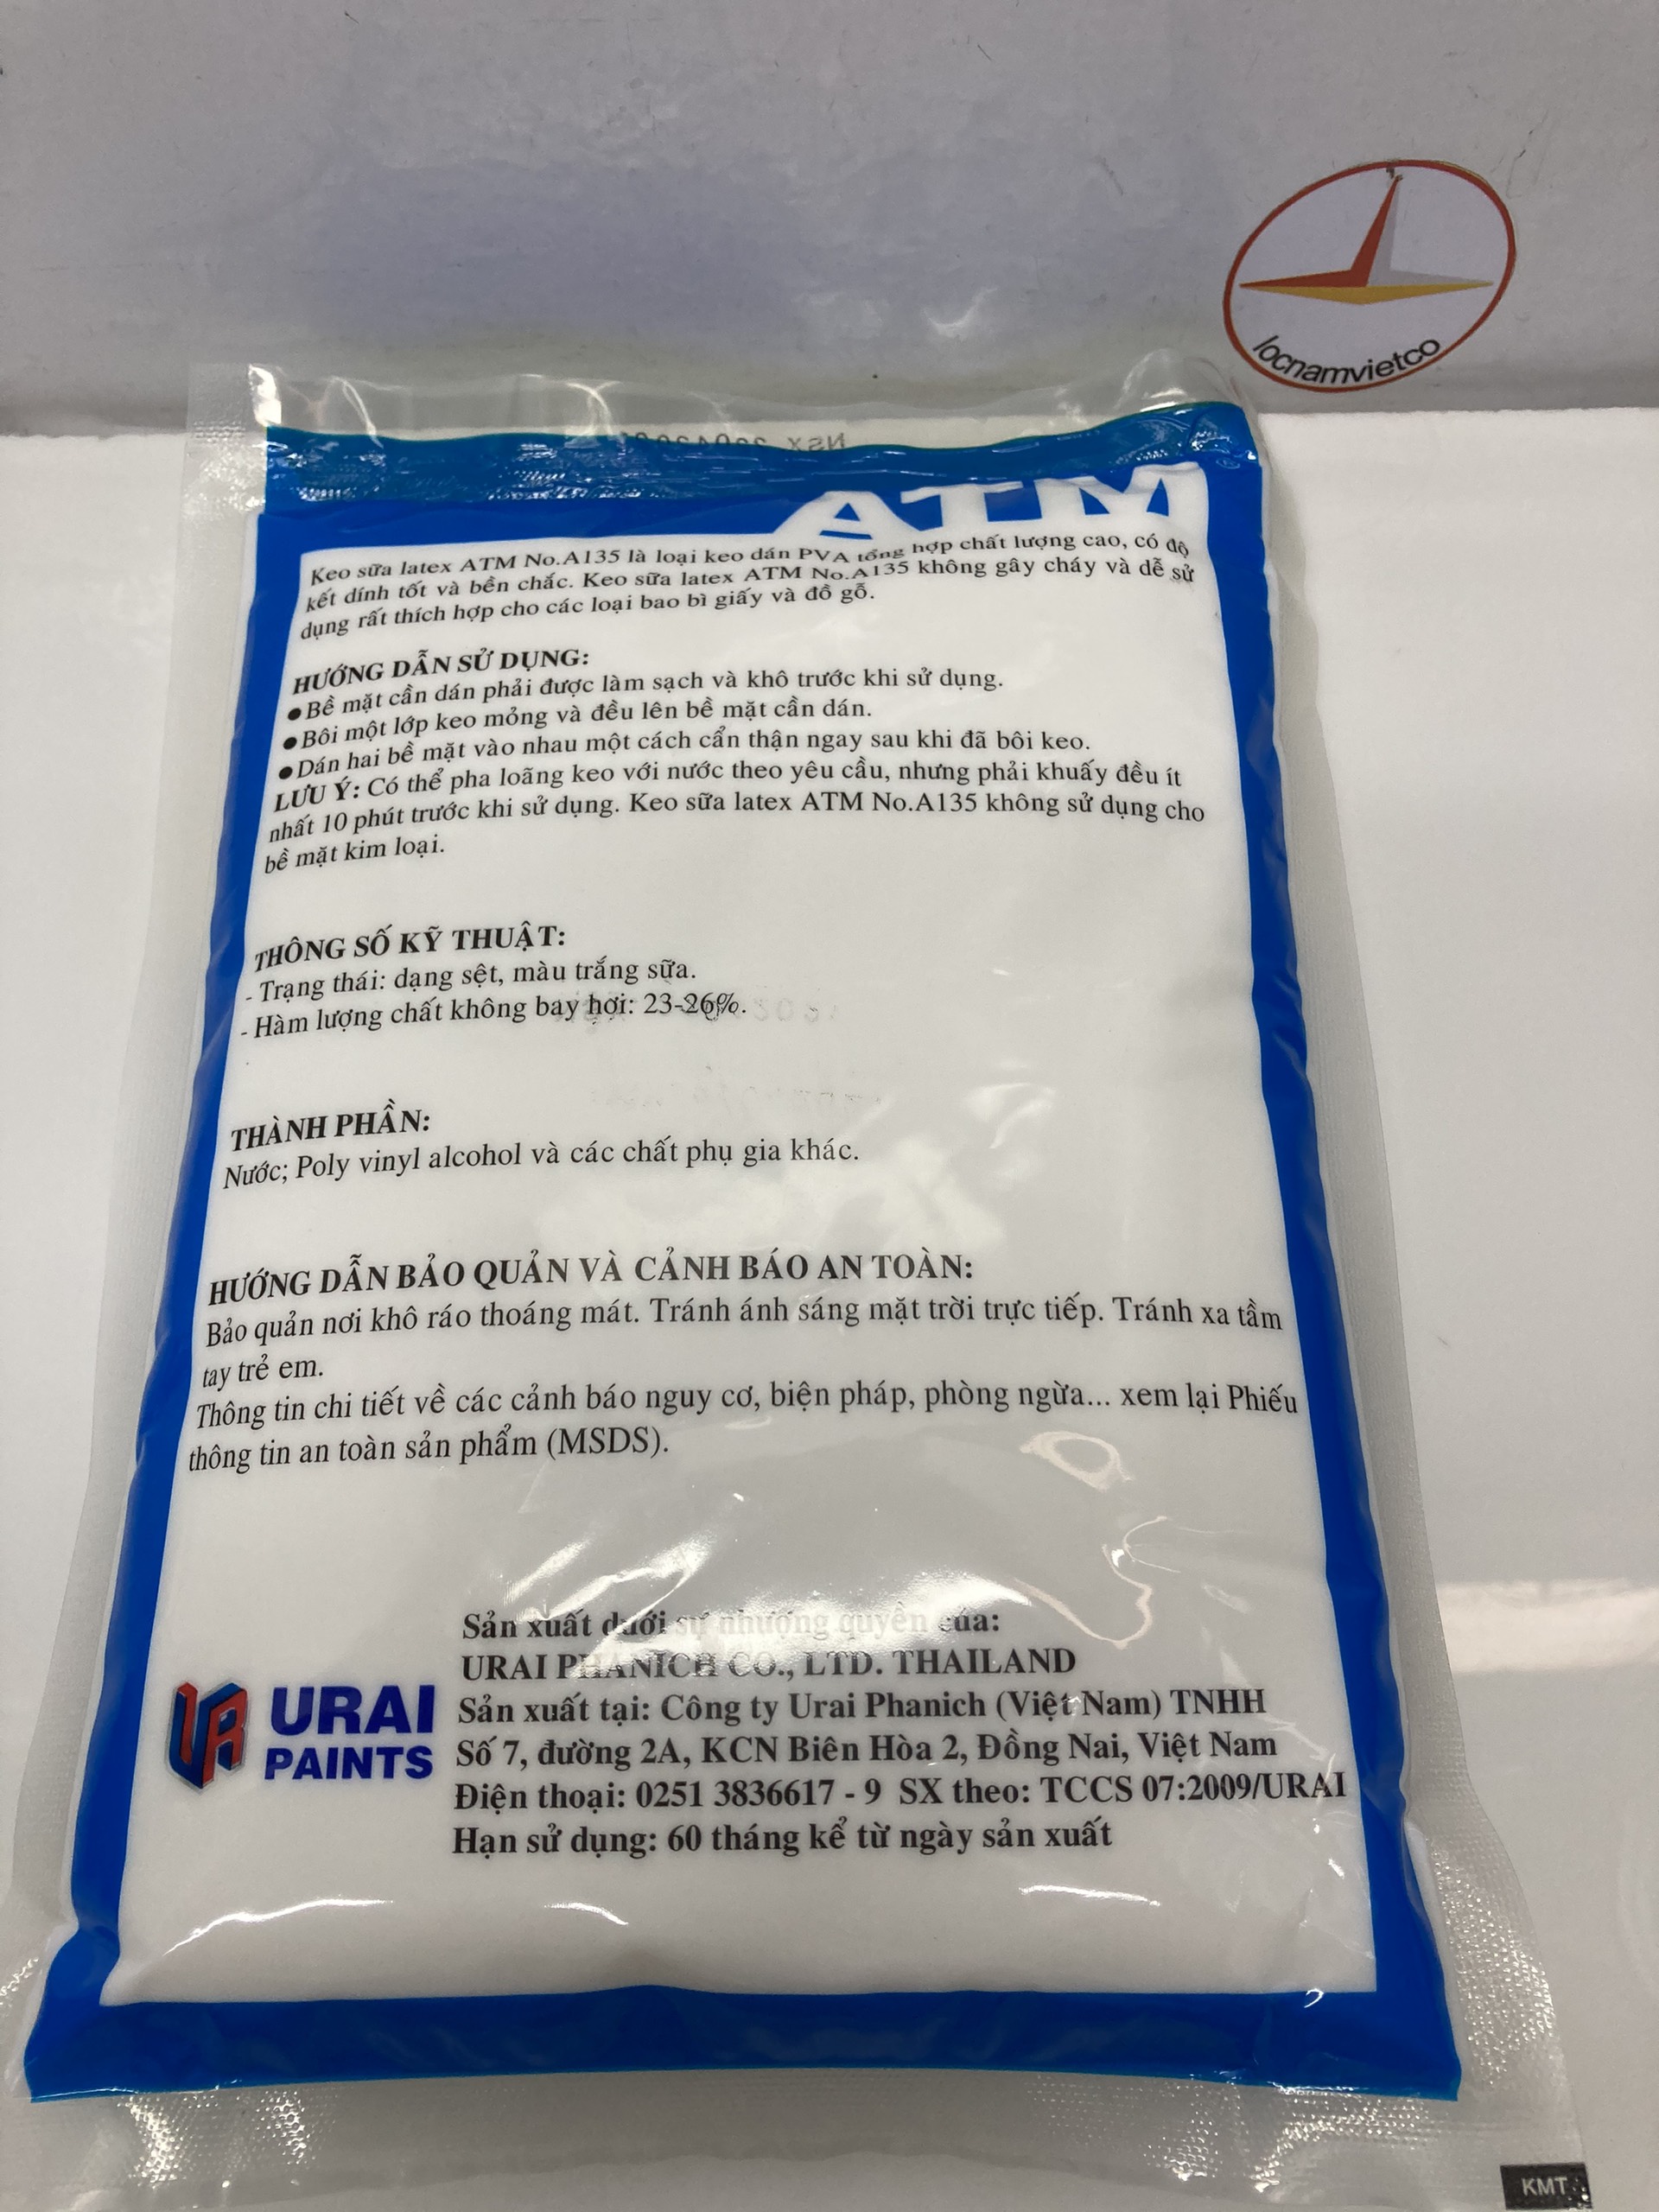 locnamvietco
NSX
ATM
Keo sữa latex ATM No.A135 là loại keo dán PVA tổng hợp chất lượng cao, có độ
kết dính tốt và bền chắc. Keo sữa latex ATM No.A135 không gây cháy và dễ sử
dụng rất thích hợp cho các loại bao bì giấy và đồ gỗ.
HƯỚNG DẪN SỬ DỤNG:
●Bề mặt cần dán phải được làm sạch và khô trước khi sử dụng.
●Bôi một lớp keo mỏng và đều lên bề mặt cần dán.
●Dán hai bề mặt vào nhau một cách cẩn thận ngay sau khi đã bôi keo.
LƯU Ý: Có thể pha loãng keo với nước theo yêu cầu, nhưng phải khuấy đều ít
nhất 10 phút trước khi sử dụng. Keo sữa latex ATM No.A135 không sử dụng cho
bề mặt kim loại.
THÔNG SỐ KỸ THUẬT:
- Trạng thái: dạng sệt, màu trắng sữa.
- Hàm lượng chất không bay hơi: 23-26%.
THÀNH PHẦN:
Nước; Poly vinyl alcohol và các chất phụ gia khác.
HƯỚNG DẪN BẢO QUẢN VÀ CẢNH BÁO AN TOÀN:
Bảo quản nơi khô ráo thoáng mát. Tránh ánh sáng mặt trời trực tiếp. Tránh xa tầm
tay trẻ em.
Thông tin chi tiết về các cảnh báo nguy cơ, biện pháp, phòng ngừa... xem lại Phiếu
thông tin an toàn sản phẩm (MSDS).
Sản xuất dưới sự nhượng quyền của:
URAI PHANICH CO., LTD. THAILAND
UR URAI
PAINTS
Sản xuất tại: Công ty Urai Phanich (Việt Nam) TNHH
Số 7, đường 2A, KCN Biên Hòa 2, Đồng Nai, Việt Nam
Điện thoại: 0251 3836617 - 9 SX theo: TCCS 07:2009/URAI
Hạn sử dụng: 60 tháng kể từ ngày sản xuất
KMT